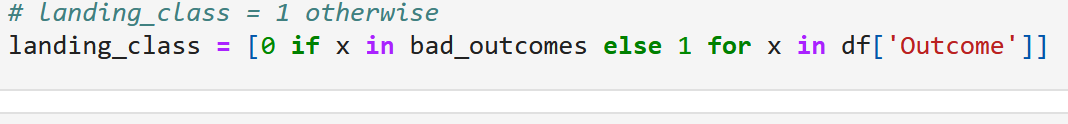 # landing_class = 1 otherwise
landing_class = [0 if x in bad_outcomes else 1 for x in df['Outcome']]